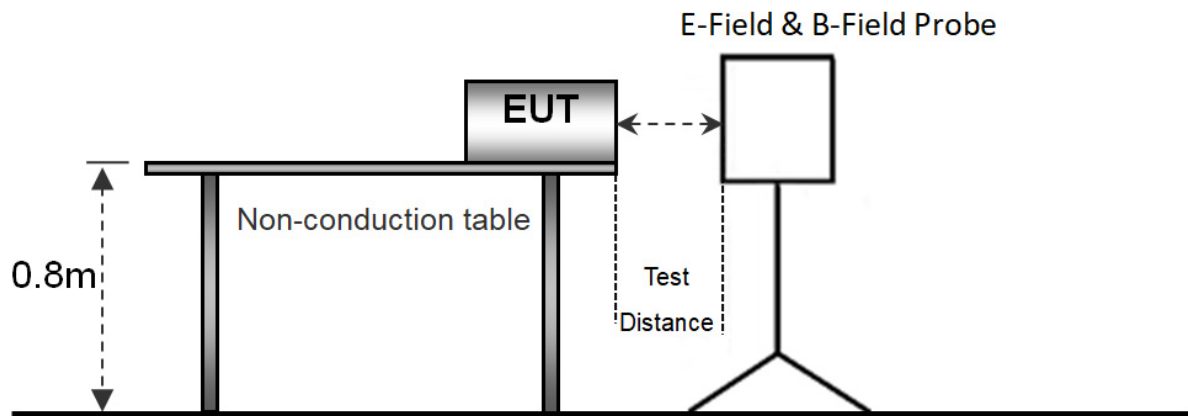 E-Field & B-Field Probe
EUT
Non-conduction table
0.8m
Test
Distance